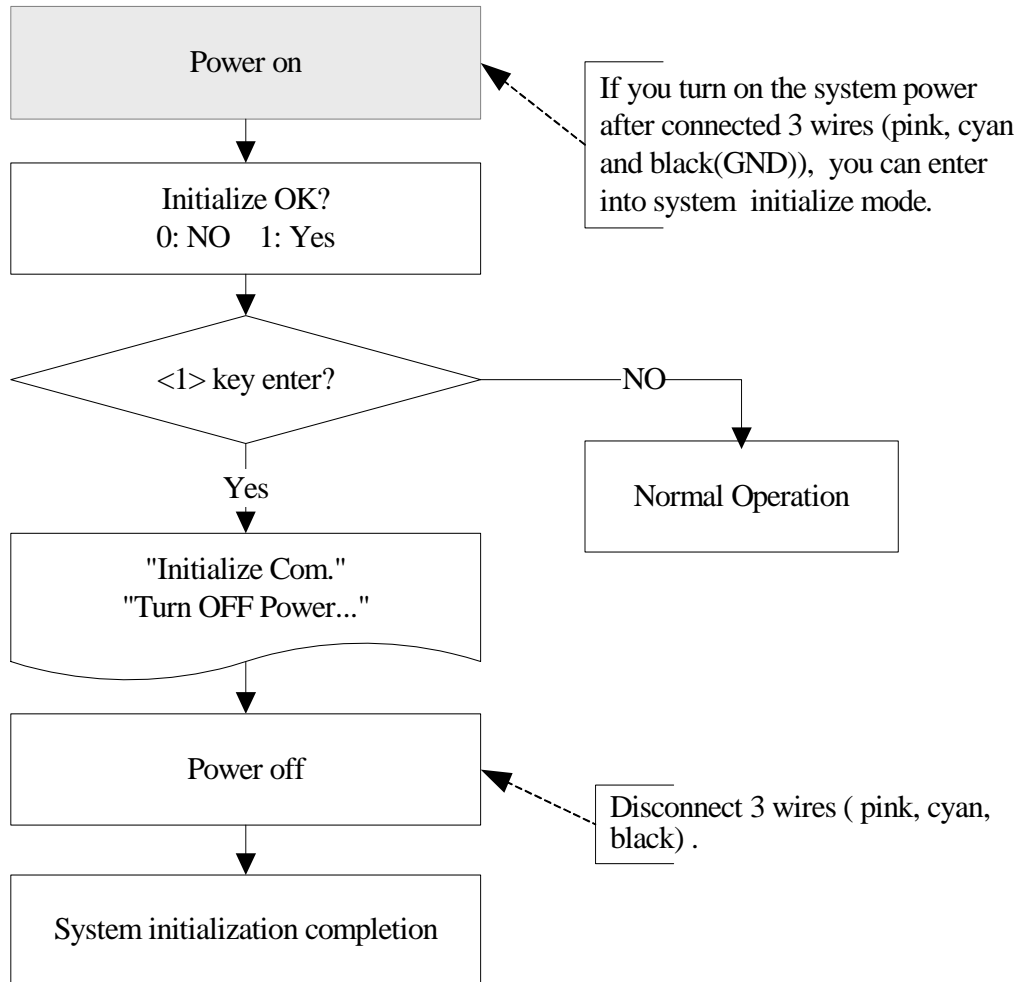 Power on
If you turn on the system power
after connected 3 wires (pink, cyan
and black(GND)),  you can enter
into system  initialize mode.
Initialize OK?
0: NO    1: Yes
<1> key enter?
NO
Normal Operation
Yes
"Initialize Com."
"Turn OFF Power..."
Power off
Disconnect 3 wires ( pink, cyan,
black) .
System initialization completion